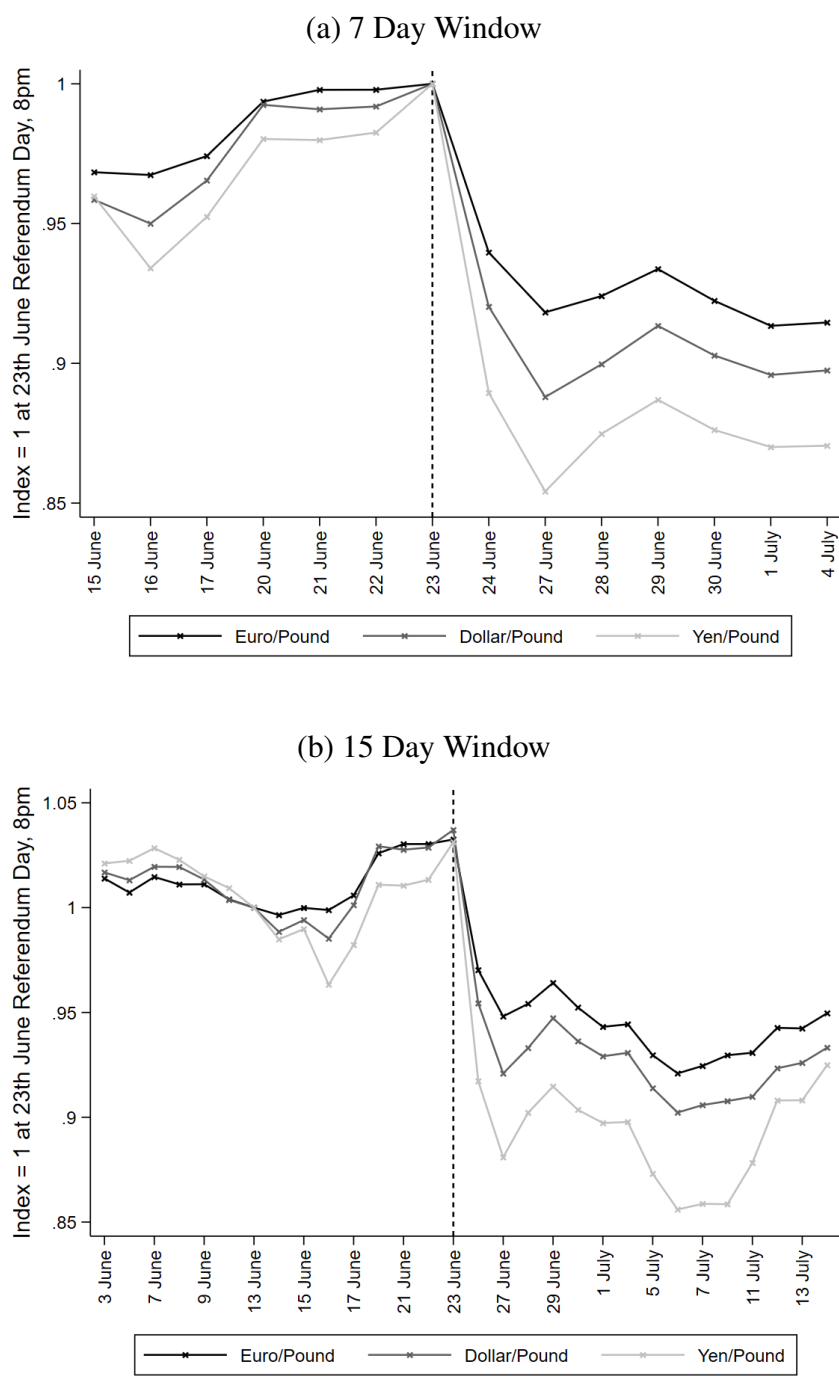 (a) 7 Day Window
Index = 1 at 23th June Referendum Day, 8pm
1
.95
.9
.85
15 June
16 June
17 June
20 June
21 June
22 June
23 June
24 June
27 June
28 June
29 June
30 June
1 July
4 July
Euro/Pound Dollar/Pound Yen/Pound
(b) 15 Day Window
Index = 1 at 23th June Referendum Day, 8pm
1.05
1
.95
.9
.85
3 June
7 June
9 June
13 June
15 June
17 June
21 June
23 June
27 June
29 June
1 July
5 July
7 July
11 July
13 July
Euro/Pound Dollar/Pound Yen/Pound